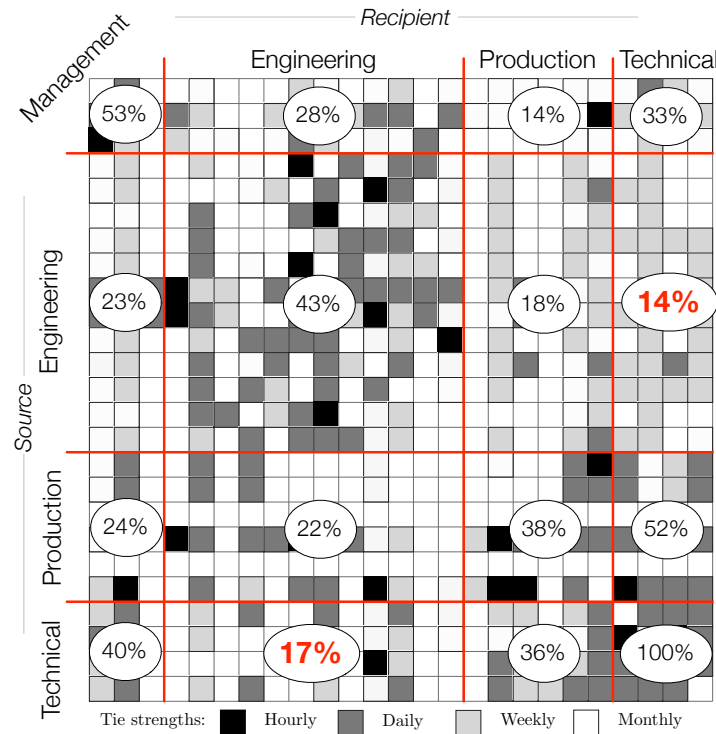 Recipient
Management
Engineering
Production
Technical
53%
28%
14%
33%
Source
Engineering
23%
43%
18%
14%
Production
24%
22%
38%
52%
Technical
40%
17%
36%
100%
Tie strengths: Hourly Daily Weekly Monthly